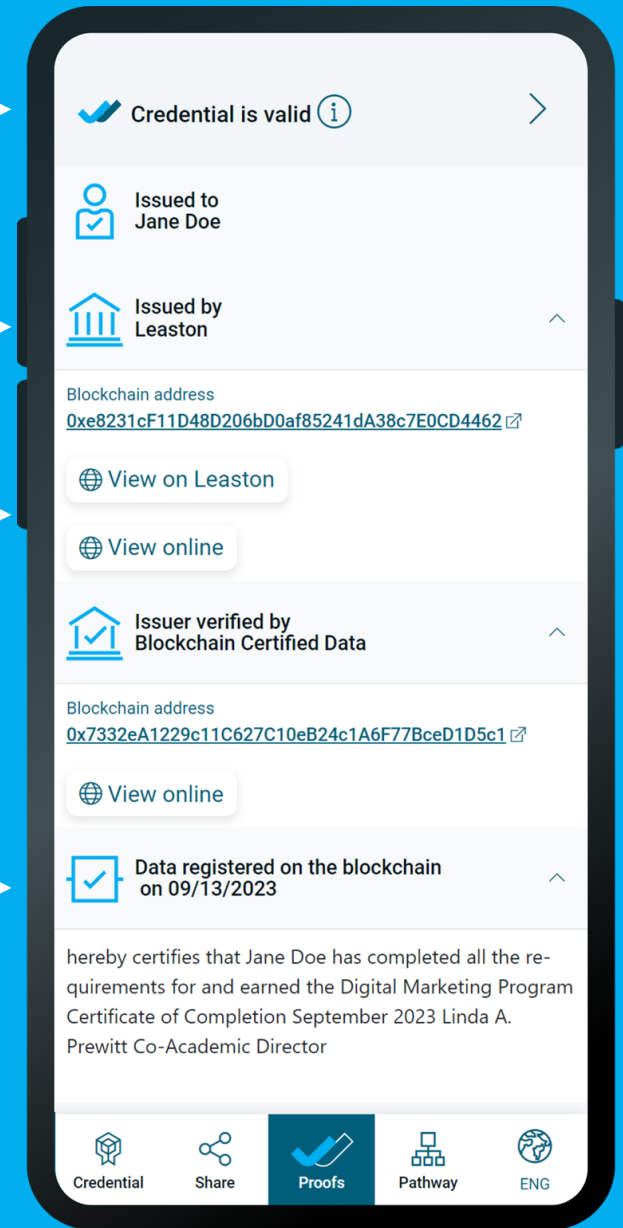 Credential is valid
Issued to
Jane Doe
Issued by
Leaston
Blockchain address
0xe8231cF11D48D206bD0af85241dA38c7E0CD4462
View on Leaston
View online
Issuer verified by
Blockchain Certified Data
Blockchain address
0x7332eA1229c11C627C10eB24c1A6F77BceD1D5c1
View online
Data registered on the blockchain
on 09/13/2023
hereby certifies that Jane Doe has completed all the re-
quirements for and earned the Digital Marketing Program
Certificate of Completion September 2023 Linda A.
Prewitt Co-Academic Director
Credential Share Proofs Pathway ENG